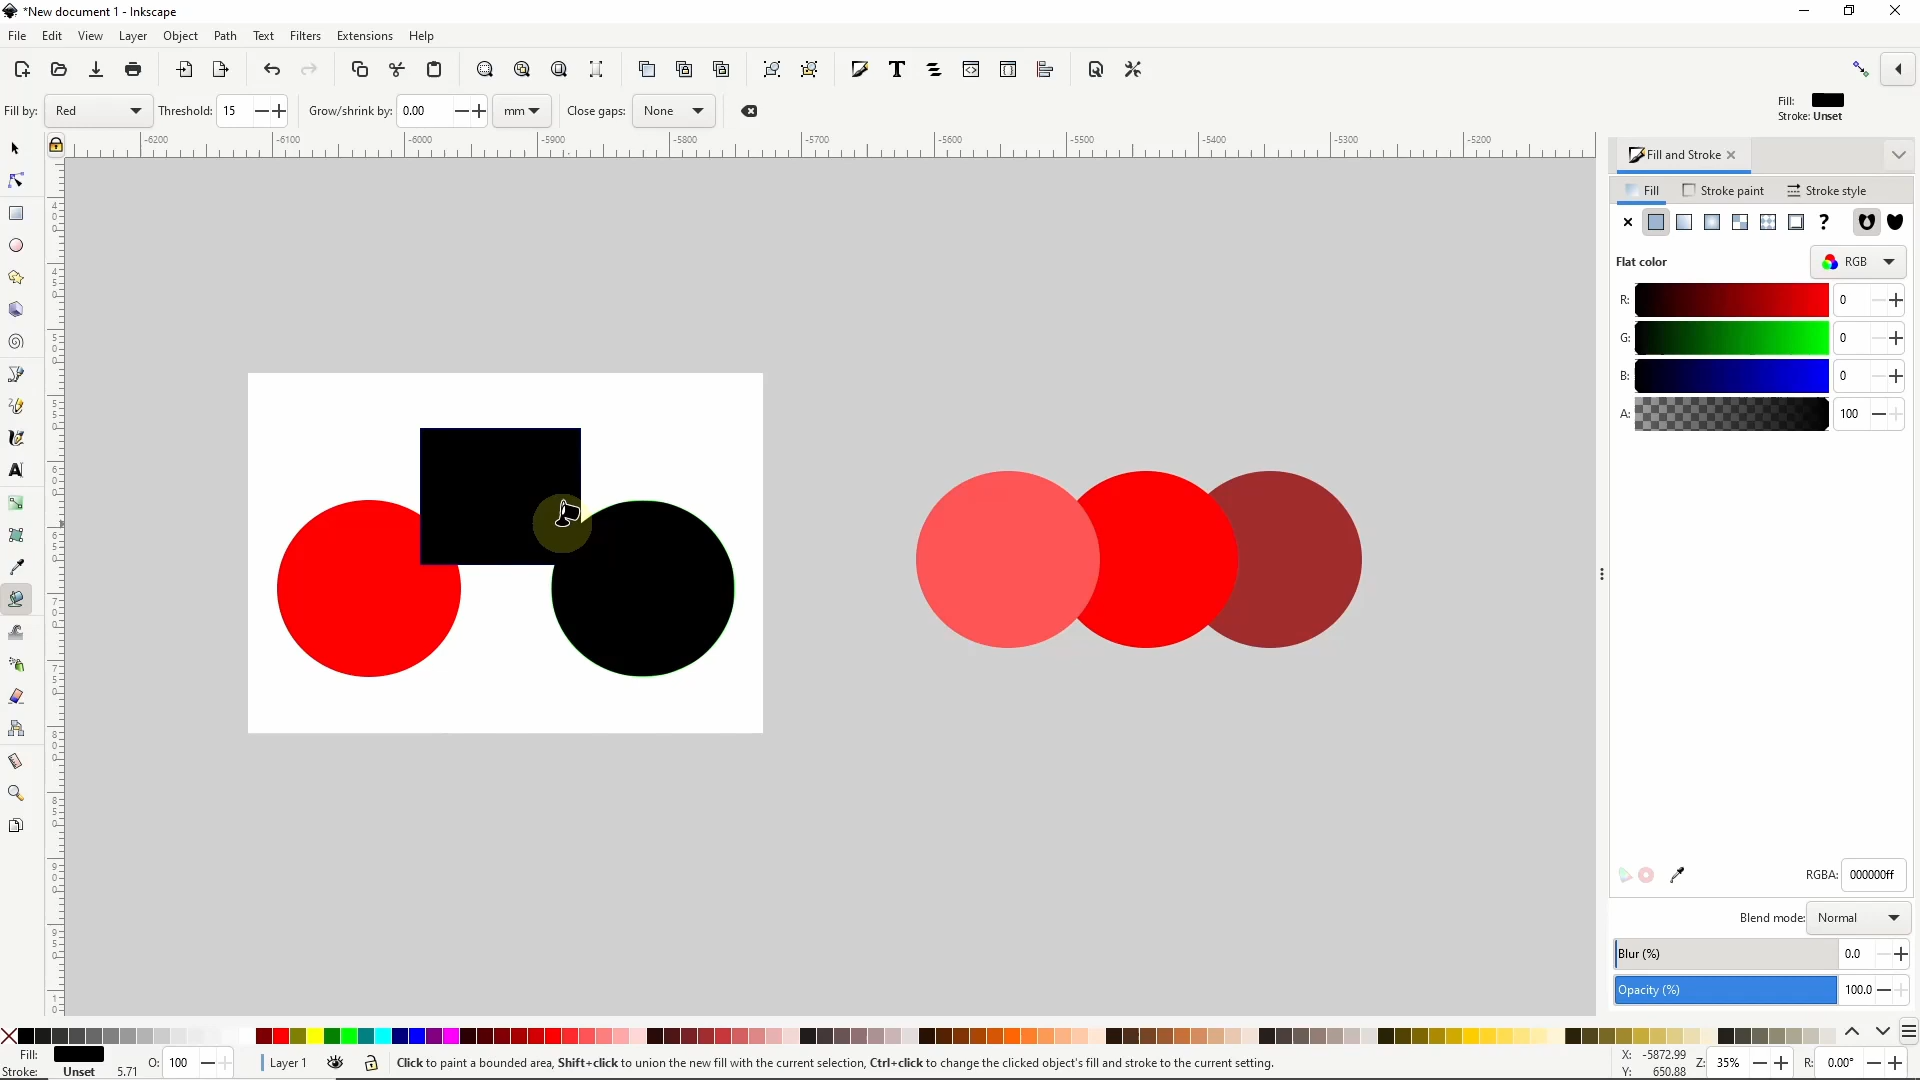 *New document 1 - Inkscape
File Edit View Layer Object Path Text Filters Extensions Help
Fill by: Red Threshold: 15 Grow/shrink by: 0.00 mm Close gaps: None
Fill:
Stroke: Unset
-6200 -6100 -6000 -5900 -5800 -5700 -5600 -5500 -5400 -5300 -5200
Fill and Stroke
Fill Stroke paint Stroke style
Flat color RGB
R: 0
G: 0
B: 0
A: 100
RGBA: 000000ff
Blend mode: Normal
Blur (%) 0.0
Opacity (%) 100.0
Fill:
Stroke: Unset 5.71 O: 100 Layer 1 Click to paint a bounded area, Shift+click to union the new fill with the current selection, Ctrl+click to change the clicked object's fill and stroke to the current setting.
X: -5872.99
Y: 650.88
Z: 35% R: 0.00°